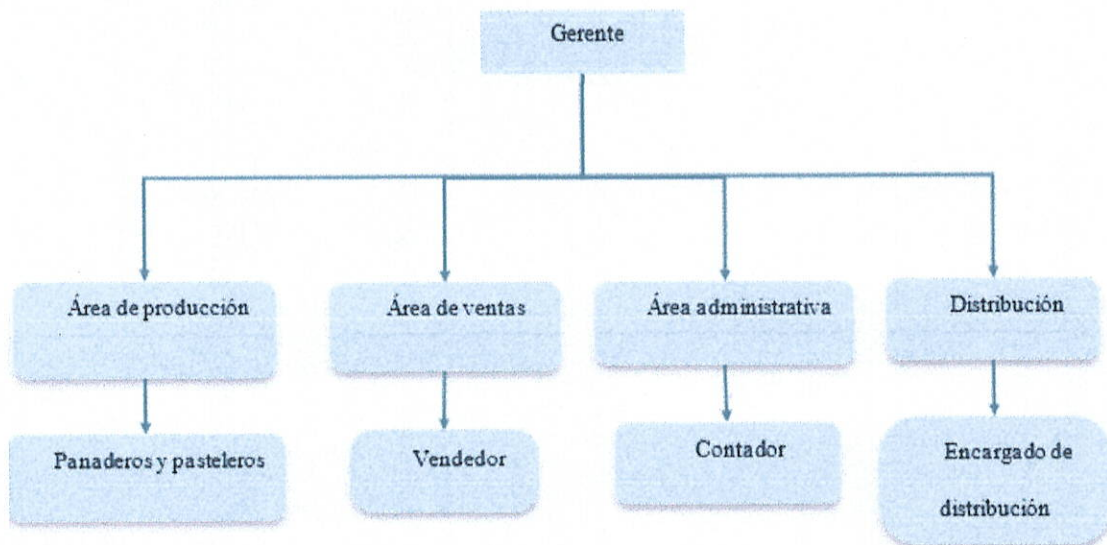 Gerente
Área de producción
Área de ventas
Área administrativa
Distribución
Panaderos y pasteleros
Vendedor
Contador
Encargado de
distribución